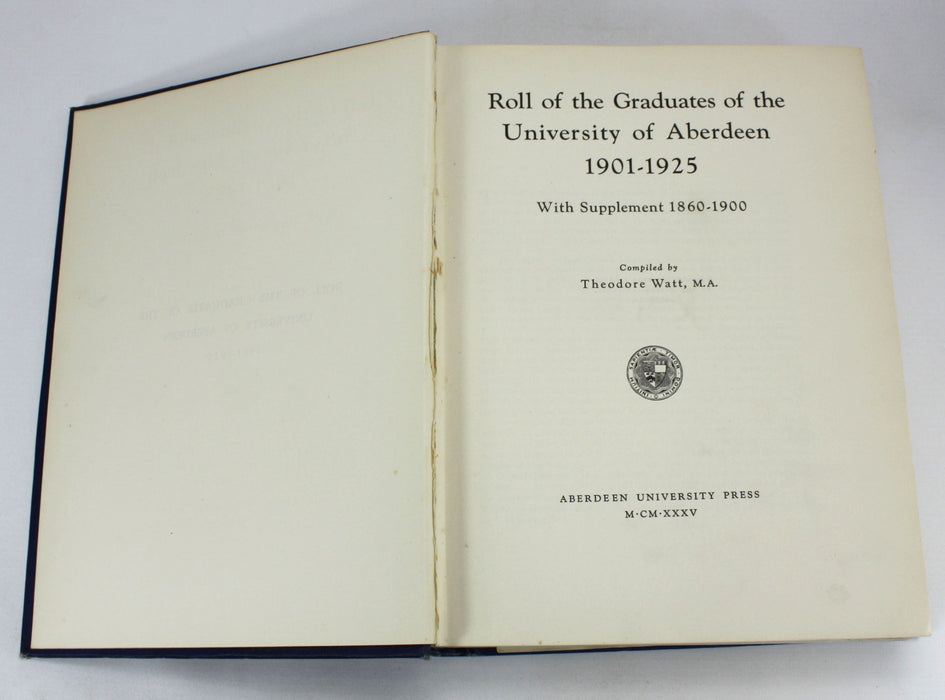 Roll of the Graduates of the
University of Aberdeen
1901-1925
With Supplement 1860-1900
Compiled by
Theodore Watt, M.A.
ABERDEEN UNIVERSITY PRESS
M·CM·XXXV